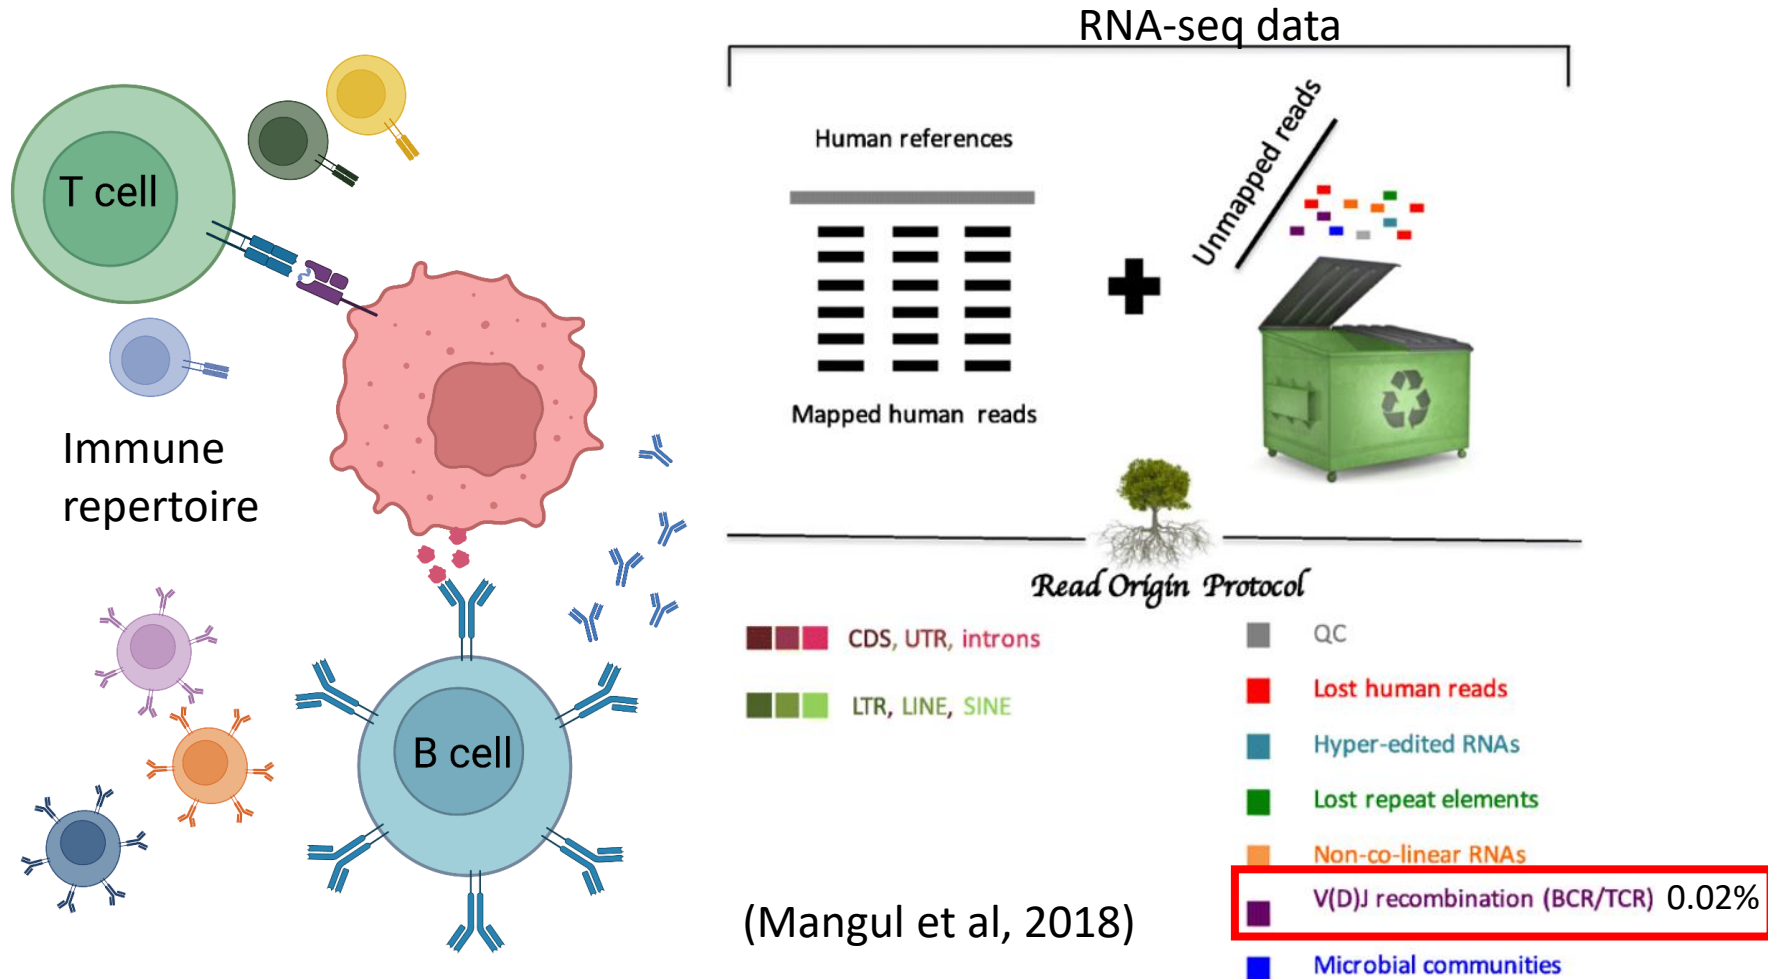 RNA-seq data
T cell
Immune
repertoire
B cell
Human references
Mapped human reads
Unmapped reads
Read Origin Protocol
CDS, UTR, introns
LTR, LINE, SINE
QC
Lost human reads
Hyper-edited RNAs
Lost repeat elements
Non-co-linear RNAs
V(D)J recombination (BCR/TCR) 0.02%
Microbial communities
(Mangul et al, 2018)